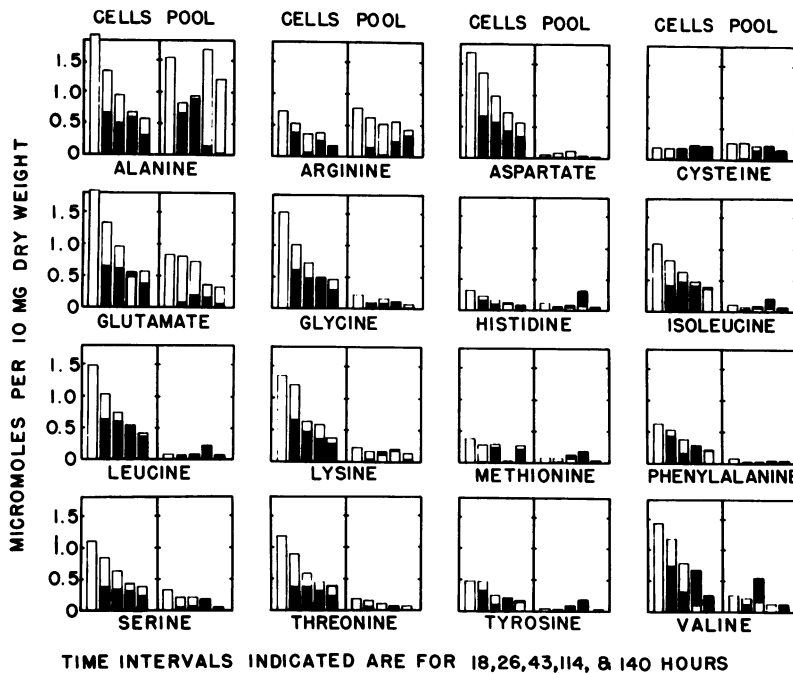 CELLS POOL CELLS POOL CELLS POOL CELLS POOL
MICROMOLES PER 10 MG DRY WEIGHT
1.5
1.0
0.5
0
ALANINE ARGININE ASPARTATE CYSTEINE
1.5
1.0
0.5
0
GLUTAMATE GLYCINE HISTIDINE ISOLEUCINE
1.5
1.0
0.5
0
LEUCINE LYSINE METHIONINE PHENYLALANINE
1.5
1.0
0.5
0
SERINE THREONINE TYROSINE VALINE
TIME INTERVALS INDICATED ARE FOR 18,26,43,114, & 140 HOURS